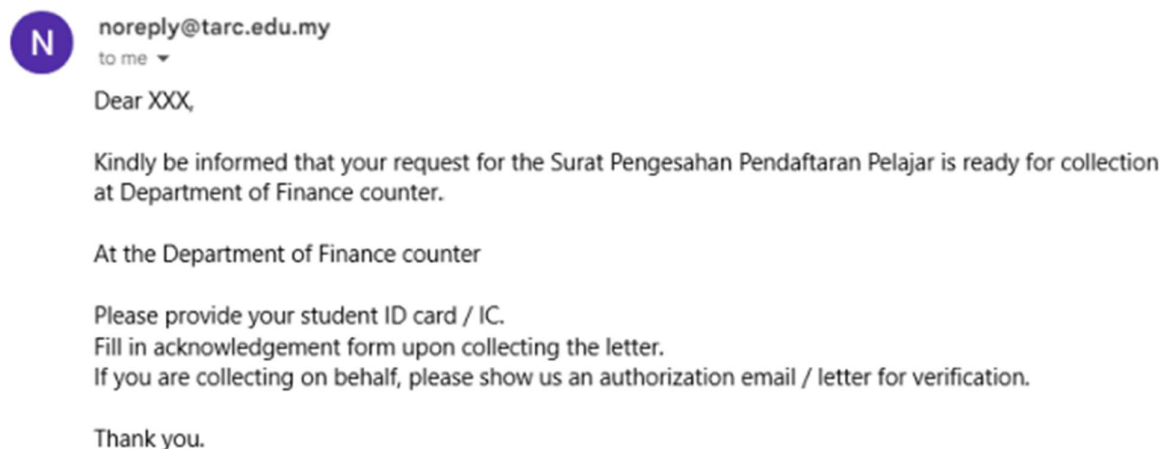 N
noreply@tarc.edu.my
to me
Dear XXX,
Kindly be informed that your request for the Surat Pengesahan Pendaftaran Pelajar is ready for collection
at Department of Finance counter.
At the Department of Finance counter
Please provide your student ID card / IC.
Fill in acknowledgement form upon collecting the letter.
If you are collecting on behalf, please show us an authorization email / letter for verification.
Thank you.